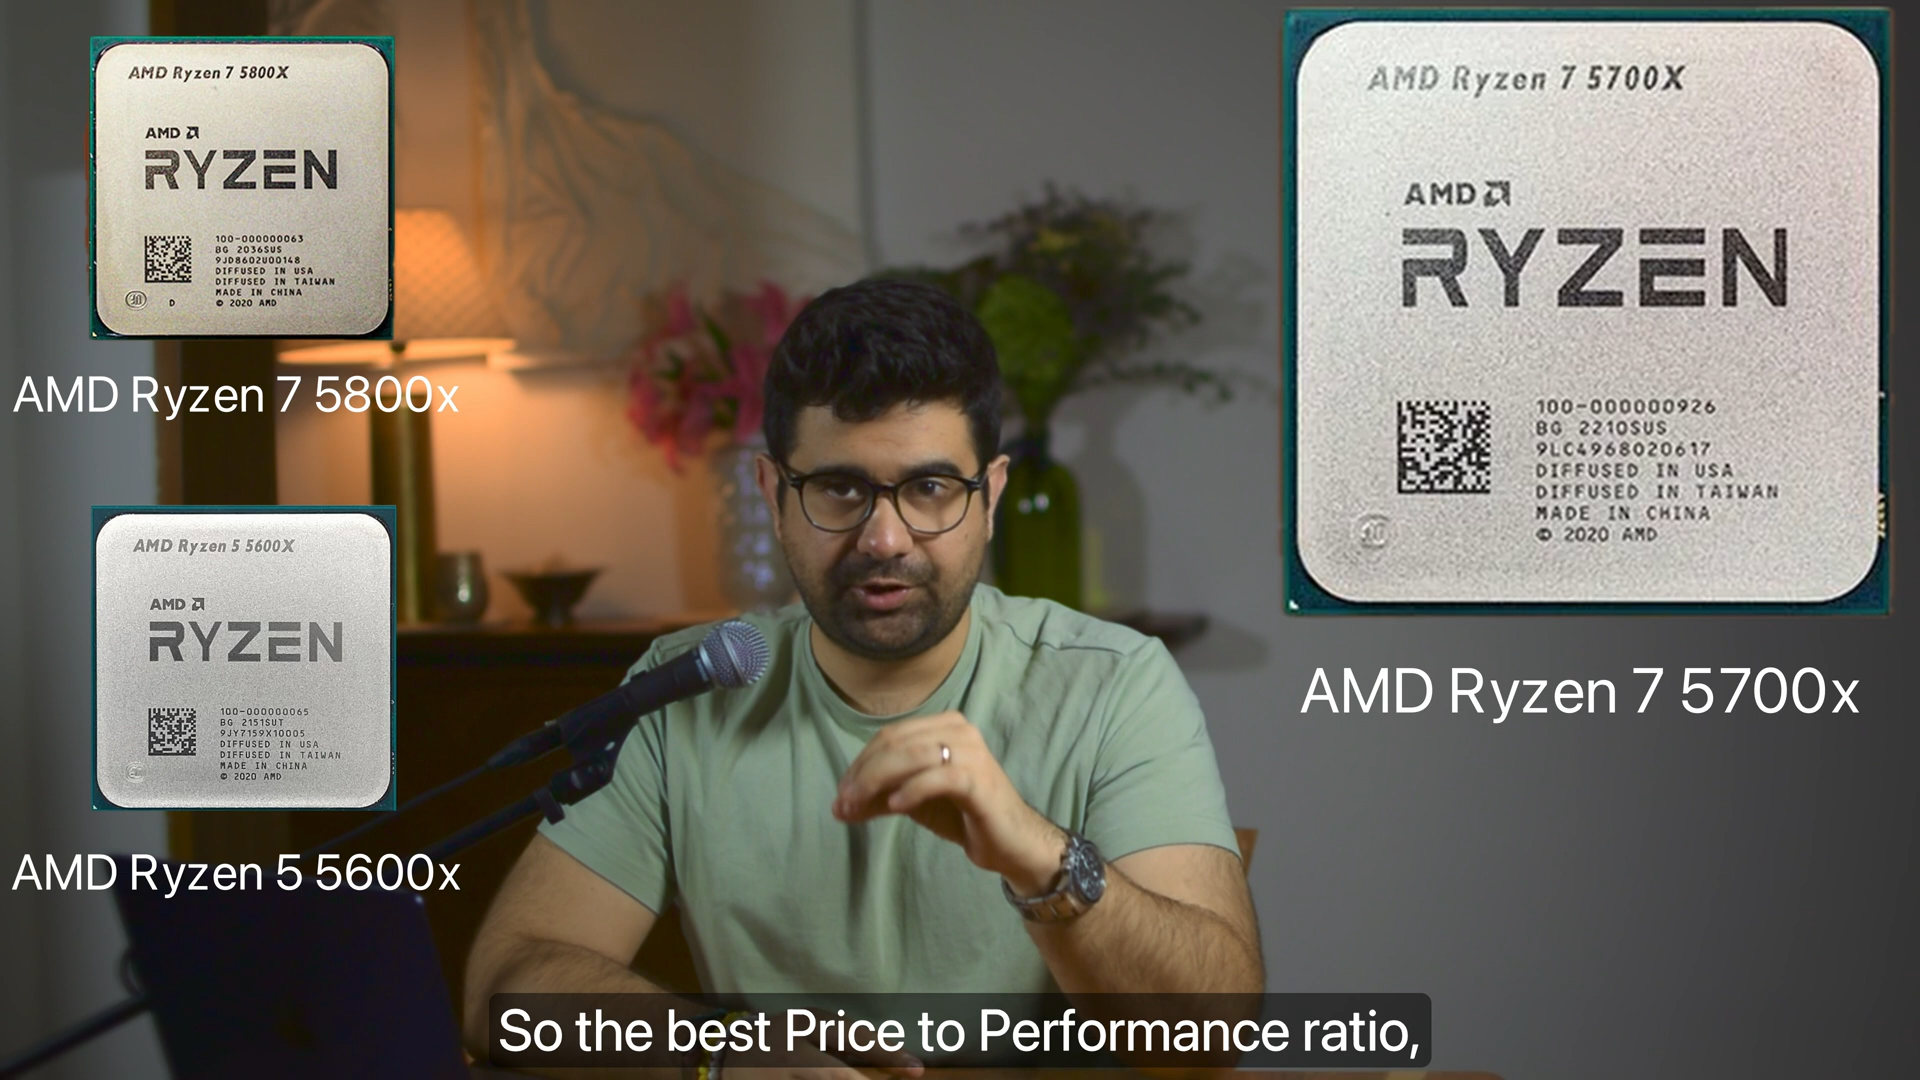 AMD Ryzen 7 5800X
AMD
RYZEN
100-000000063
BG 2036SUS
9JD8602U00148
DIFFUSED IN USA
DIFFUSED IN TAIWAN
MADE IN CHINA
© 2020 AMD
D
AMD Ryzen 7 5800x
AMD Ryzen 5 5600X
AMD
RYZEN
100-000000065
BG 2151SUT
9JY7159X10005
DIFFUSED IN USA
DIFFUSED IN TAIWAN
MADE IN CHINA
© 2020 AMD
AMD Ryzen 5 5600x
AMD Ryzen 7 5700X
AMD
RYZEN
100-000000926
BG 2210SUS
9LC4968020617
DIFFUSED IN USA
DIFFUSED IN TAIWAN
MADE IN CHINA
© 2020 AMD
AMD Ryzen 7 5700x
So the best Price to Performance ratio,